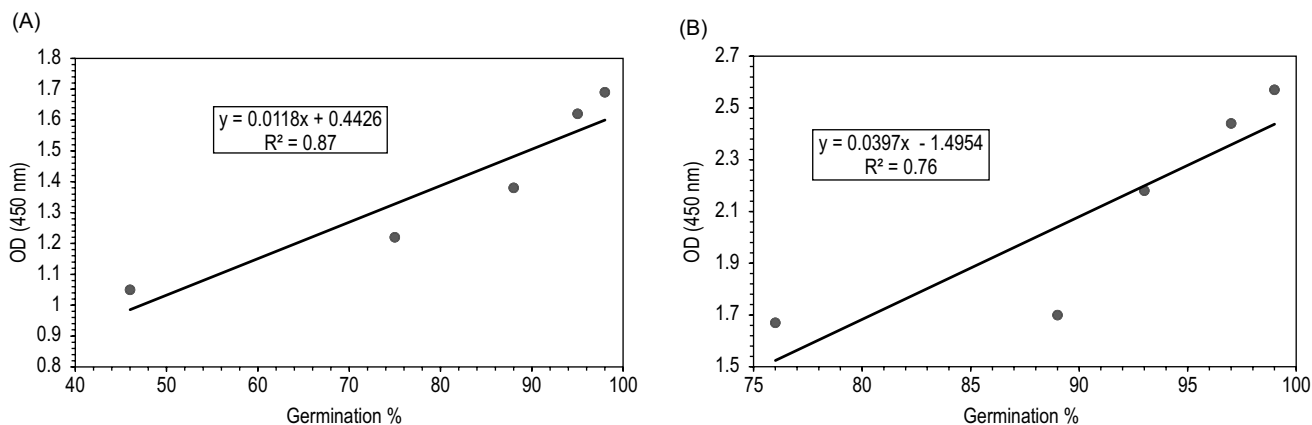 (A)
1.8
1.7
1.6
1.5
1.4
1.3
1.2
1.1
1
0.9
0.8
OD (450 nm)
y = 0.0118x + 0.4426
R² = 0.87
40 50 60 70 80 90 100
Germination %
(B)
2.7
2.5
2.3
2.1
1.9
1.7
1.5
OD (450 nm)
y = 0.0397x - 1.4954
R² = 0.76
75 80 85 90 95 100
Germination %